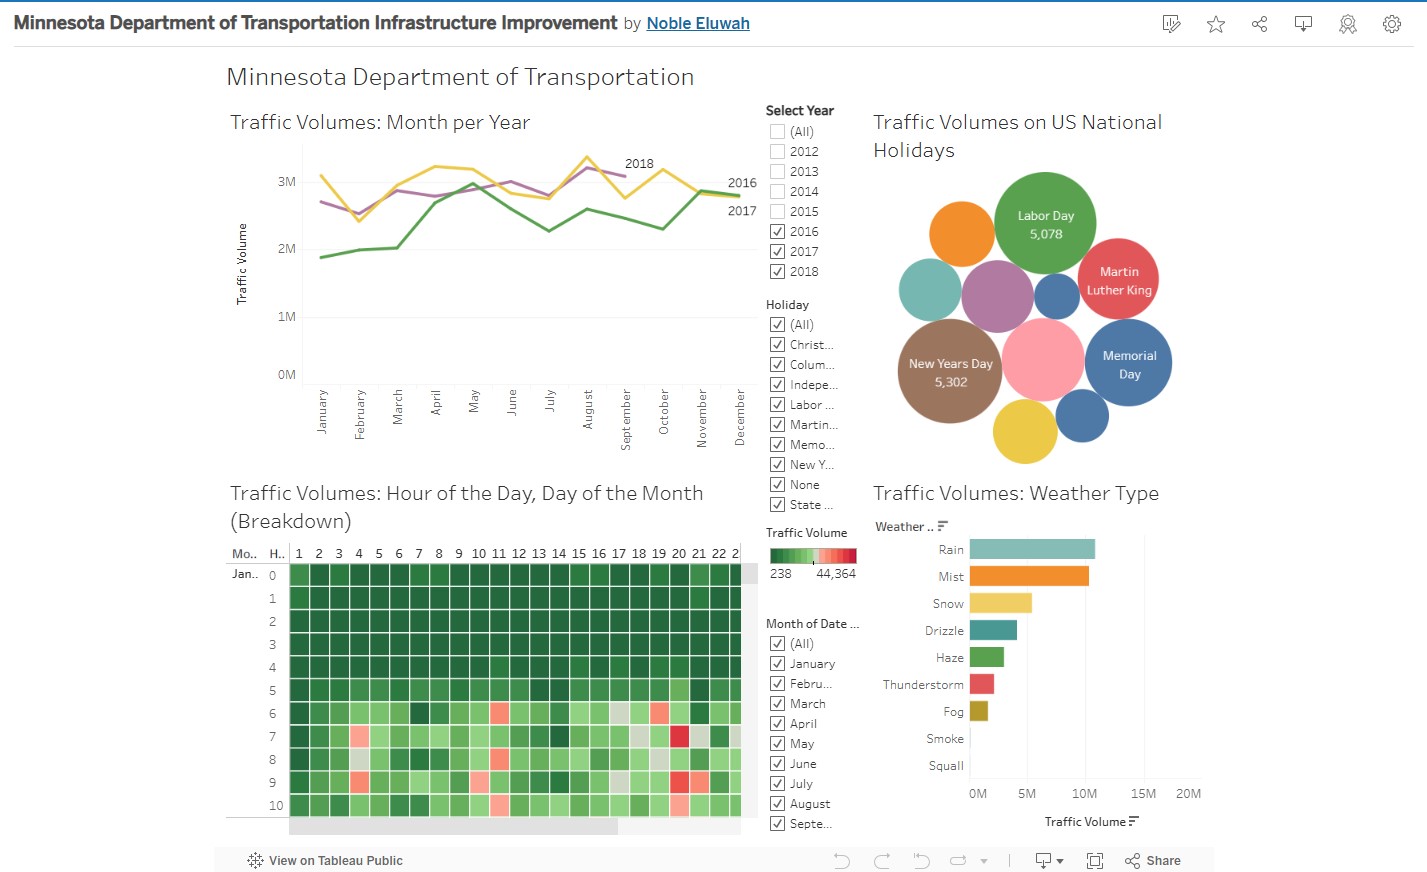 Minnesota Department of Transportation Infrastructure Improvement by Noble Eluwah
Minnesota Department of Transportation
Traffic Volumes: Month per Year
Traffic Volume
3M
2M
1M
0M
2018
2016
2017
January
February
March
April
May
June
July
August
September
October
November
December
Select Year
(All)
2012
2013
2014
2015
2016
2017
2018
Holiday
(All)
Christ...
Colum...
Indepe...
Labor ...
Martin...
Memo...
New Y...
None
State ...
Traffic Volumes on US National
Holidays
Labor Day
5,078
Martin
Luther King
New Years Day
5,302
Memorial
Day
Traffic Volumes: Hour of the Day, Day of the Month
(Breakdown)
Mo.. H.. 1 2 3 4 5 6 7 8 9 10 11 12 13 14 15 16 17 18 19 20 21 22 2
Jan.. 0
1
2
3
4
5
6
7
8
9
10
Traffic Volume
238 44,364
Month of Date ...
(All)
January
Febru...
March
April
May
June
July
August
Septe...
Traffic Volumes: Weather Type
Weather ..
Rain
Mist
Snow
Drizzle
Haze
Thunderstorm
Fog
Smoke
Squall
0M 5M 10M 15M 20M
Traffic Volume
View on Tableau Public
Share